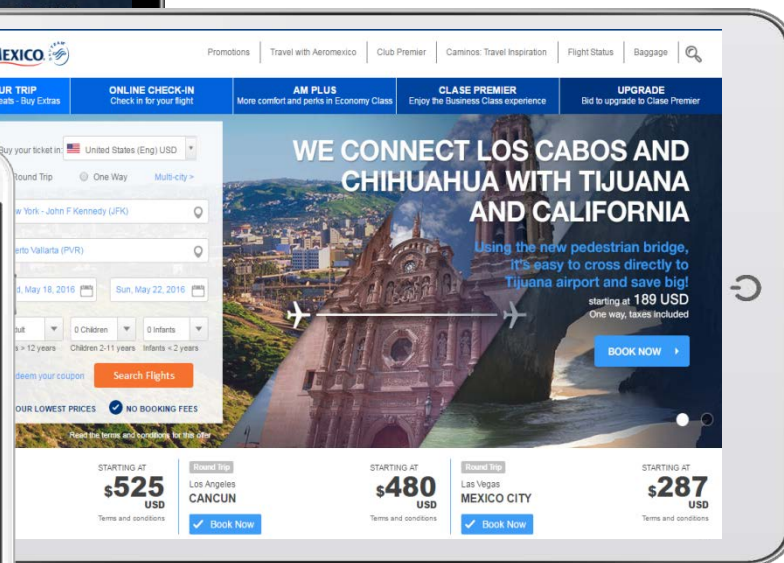 Promotions Travel with Aeromexico Club Premier Caminos: Travel Inspiration Flight Status Baggage
ONLINE CHECK-IN
Check in for your flight
AM PLUS
More comfort and perks in Economy Class
CLASE PREMIER
Enjoy the Business Class experience
UPGRADE
Bid to upgrade to Clase Premier
UR TRIP
- Buy Extras
Buy your ticket in: United States (Eng) USD
Round Trip One Way Multi-city >
w York - John F Kennedy (JFK)
erto Vallarta (PVR)
d, May 18, 2016 Sun, May 22, 2016
0 Children 0 Infants
> 12 years Children 2-11 years Infants < 2 years
deem your coupon Search Flights
OUR LOWEST PRICES NO BOOKING FEES
Read the terms and conditions for this offer
WE CONNECT LOS CABOS AND
CHIHUAHUA WITH TIJUANA
AND CALIFORNIA
Using the new pedestrian bridge,
it's easy to cross directly to
Tijuana airport and save big!
starting at 189 USD
One way, taxes included
BOOK NOW
STARTING AT
$525
USD
Terms and conditions
Round Trip
Los Angeles
CANCUN
Book Now
STARTING AT
$480
USD
Terms and conditions
Round Trip
Las Vegas
MEXICO CITY
Book Now
STARTING AT
$287
USD
Terms and conditions